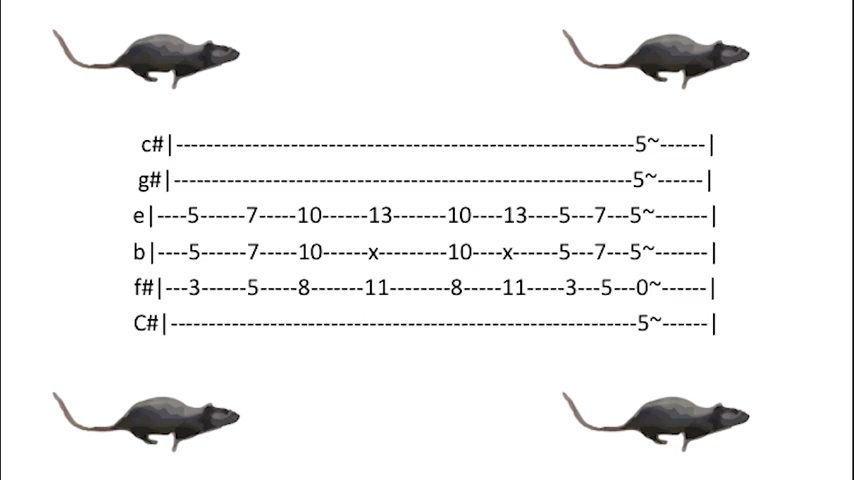 c#|------------------------------------------------------------5~------|
g#|------------------------------------------------------------5~------|
e|----5------7-----10------13-------10----13----5---7---5~-------|
b|----5------7-----10------x---------10----x------5---7---5~-------|
f#|---3------5-----8-------11--------8-----11-----3---5---0~------|
C#|-------------------------------------------------------------5~------|